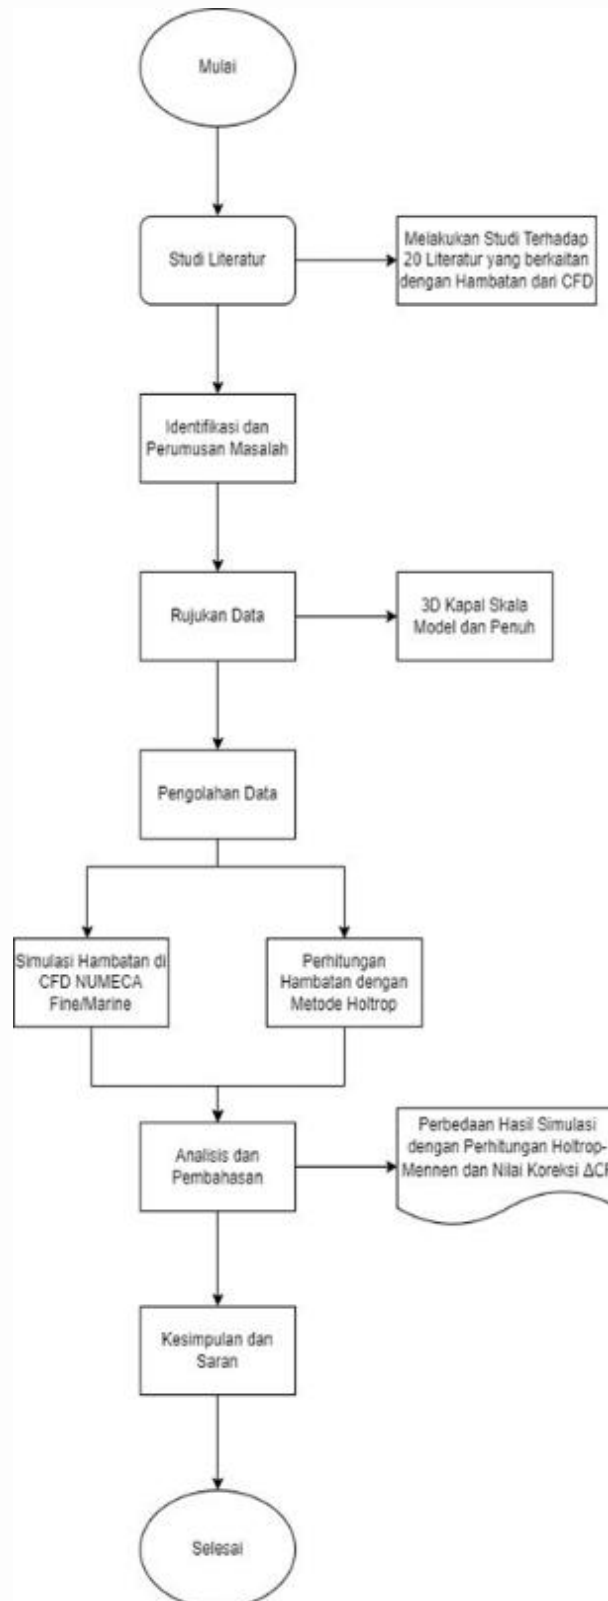 Mulai
Studi Literatur
Melakukan Studi Terhadap
20 Literatur yang berkaitan
dengan Hambatan dari CFD
Identifikasi dan
Perumusan Masalah
Rujukan Data
3D Kapal Skala
Model dan Penuh
Pengolahan Data
Simulasi Hambatan di
CFD NUMECA
Fine/Marine
Perhitungan
Hambatan dengan
Metode Holtrop
Analisis dan
Pembahasan
Perbedaan Hasil Simulasi
dengan Perhitungan Holtrop-
Mennen dan Nilai Koreksi ΔCF
Kesimpulan dan
Saran
Selesai